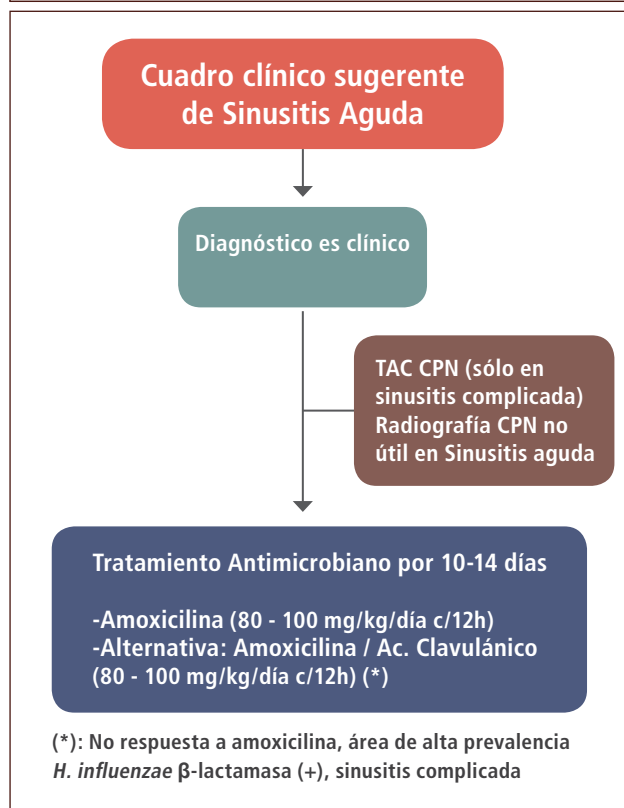 Cuadro clínico sugerente
de Sinusitis Aguda
Diagnóstico es clínico
TAC CPN (sólo en
sinusitis complicada)
Radiografía CPN no
útil en Sinusitis aguda
Tratamiento Antimicrobiano por 10-14 días
-Amoxicilina (80 - 100 mg/kg/día c/12h)
-Alternativa: Amoxicilina / Ac. Clavulánico
(80 - 100 mg/kg/día c/12h) (*)
(*): No respuesta a amoxicilina, área de alta prevalencia
H. influenzae β-lactamasa (+), sinusitis complicada